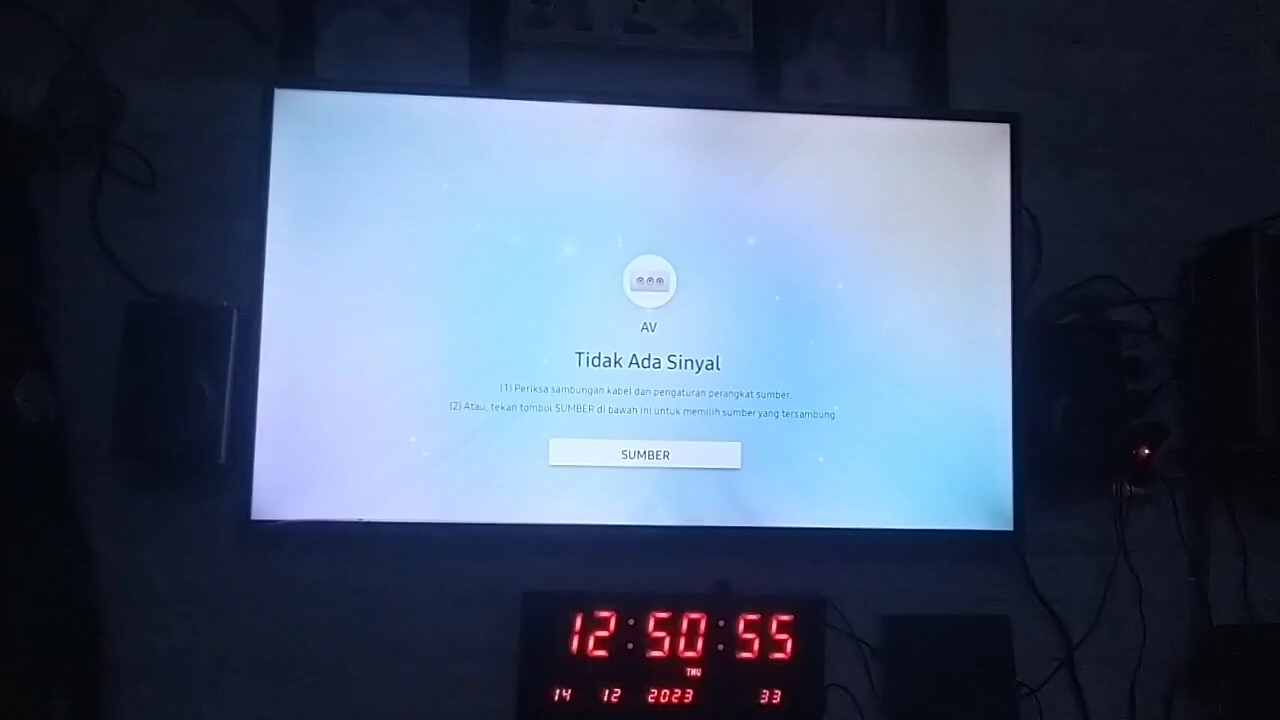 AV
Tidak Ada Sinyal
(1) Periksa sambungan kabel dan pengaturan perangkat sumber.
(2) Atau, tekan tombol SUMBER di bawah ini untuk memilih sumber yang tersambung.
SUMBER
12:50:55
THU
14 12 2023 33